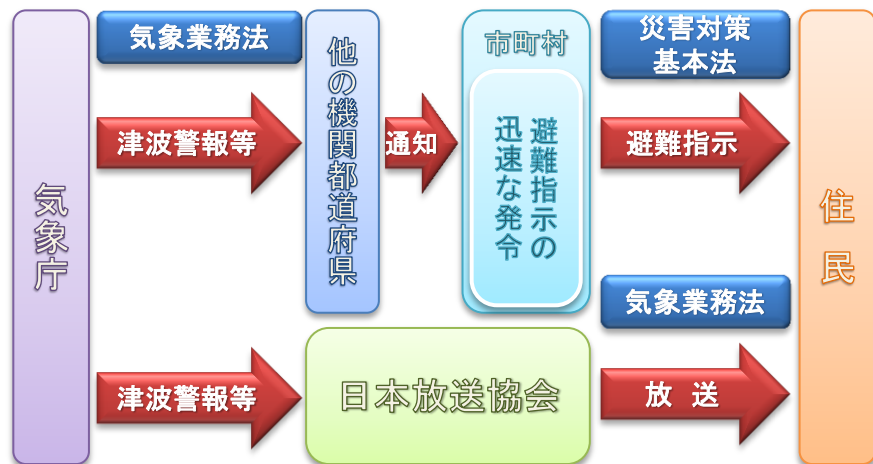 気象庁
気象業務法
津波警報等
他の機関都道府県
通知
市町村
避難指示の
迅速な発令
災害対策
基本法
避難指示
住民
津波警報等
日本放送協会
気象業務法
放送